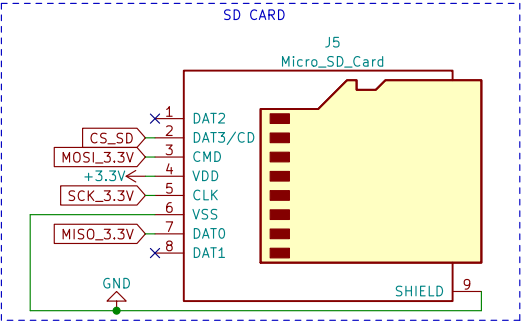 SD CARD
J5
Micro_SD_Card
1 DAT2
CS_SD 2 DAT3/CD
MOSI_3.3V 3 CMD
+3.3V 4 VDD
SCK_3.3V 5 CLK
6 VSS
MISO_3.3V 7 DAT0
8 DAT1
GND
SHIELD 9